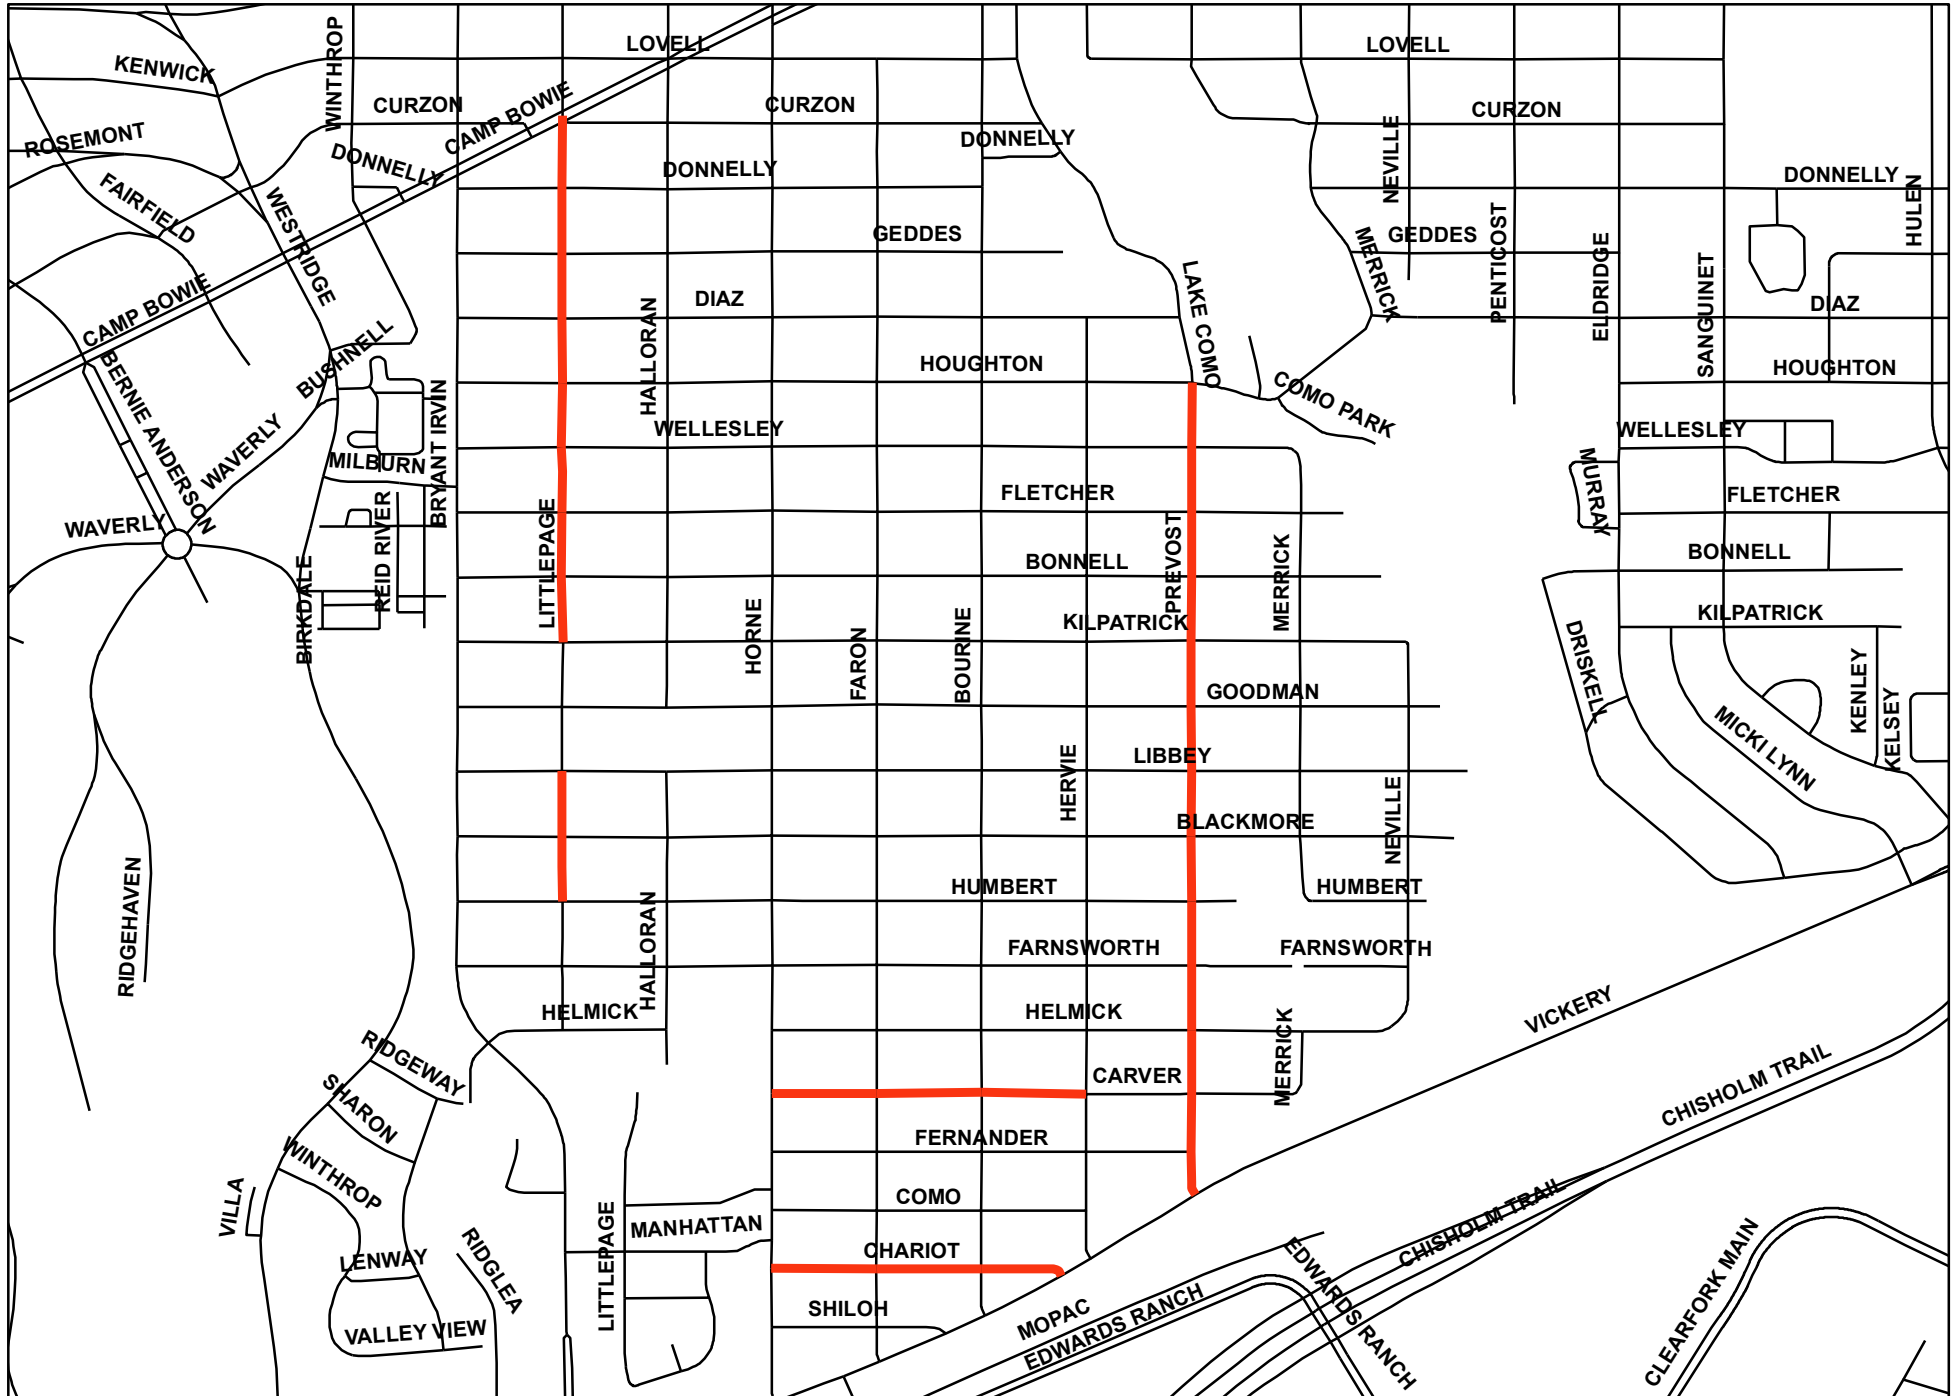 WINTHROP
LOVELL
LOVELL
KENWICK
CURZON
CAMP BOWIE
CURZON
CURZON
ROSEMONT
DONNELLY
DONNELLY
DONNELLY
NEVILLE
DONNELLY
FAIRFIELD
WESTRIDGE
GEDDES
MERRICK
GEDDES
PENTICOST
ELDRIDGE
HULEN
CAMP BOWIE
HALLORAN
DIAZ
LAKE COMO
SANGUINET
DIAZ
BERNIE ANDERSON
BUSHNELL
HOUGHTON
COMO PARK
HOUGHTON
WAVERLY
BRYANT IRVIN
WELLESLEY
WELLESLEY
MILBURN
MURRAY
FLETCHER
FLETCHER
WAVERLY
REID RIVER
LITTLEPAGE
PREVOST
BIRKDALE
BONNELL
MERRICK
BONNELL
HORNE
FARON
BOURINE
KILPATRICK
KILPATRICK
DRISKELL
GOODMAN
KENLEY
KELSEY
MICKI LYNN
HERVIE
LIBBEY
NEVILLE
BLACKMORE
RIDGEHAVEN
HUMBERT
HUMBERT
HALLORAN
FARNSWORTH
FARNSWORTH
HELMICK
HELMICK
VICKERY
RIDGEWAY
MERRICK
CARVER
CHISHOLM TRAIL
SHARON
FERNANDER
WINTHROP
VILLA
COMO
CHISHOLM TRAIL
MANHATTAN
LITTLEPAGE
LENWAY
RIDGLEA
CHARIOT
EDWARDS RANCH
CLEARFORK MAIN
SHILOH
MOPAC
EDWARDS RANCH
VALLEY VIEW